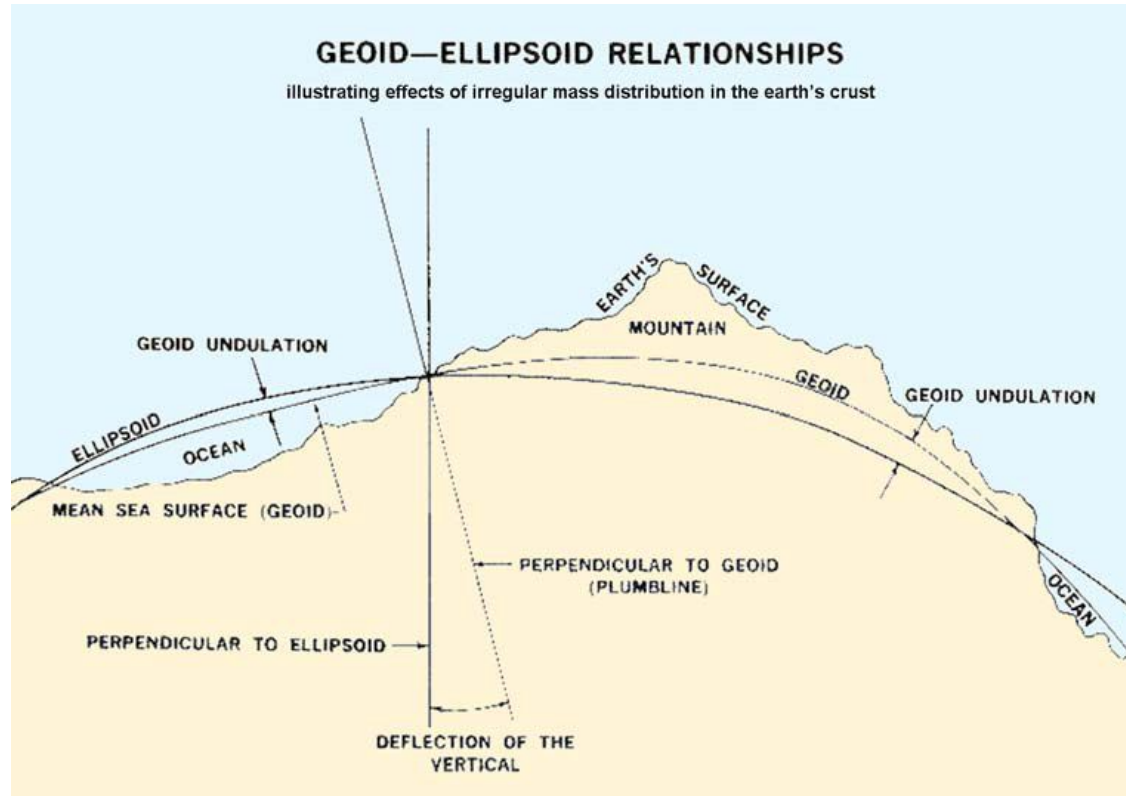 GEOID—ELLIPSOID RELATIONSHIPS
illustrating effects of irregular mass distribution in the earth's crust
EARTH'S
SURFACE
MOUNTAIN
GEOID UNDULATION
GEOID
GEOID UNDULATION
ELLIPSOID
OCEAN
MEAN SEA SURFACE (GEOID)
PERPENDICULAR TO GEOID
(PLUMBLINE)
OCEAN
PERPENDICULAR TO ELLIPSOID
DEFLECTION OF THE
VERTICAL